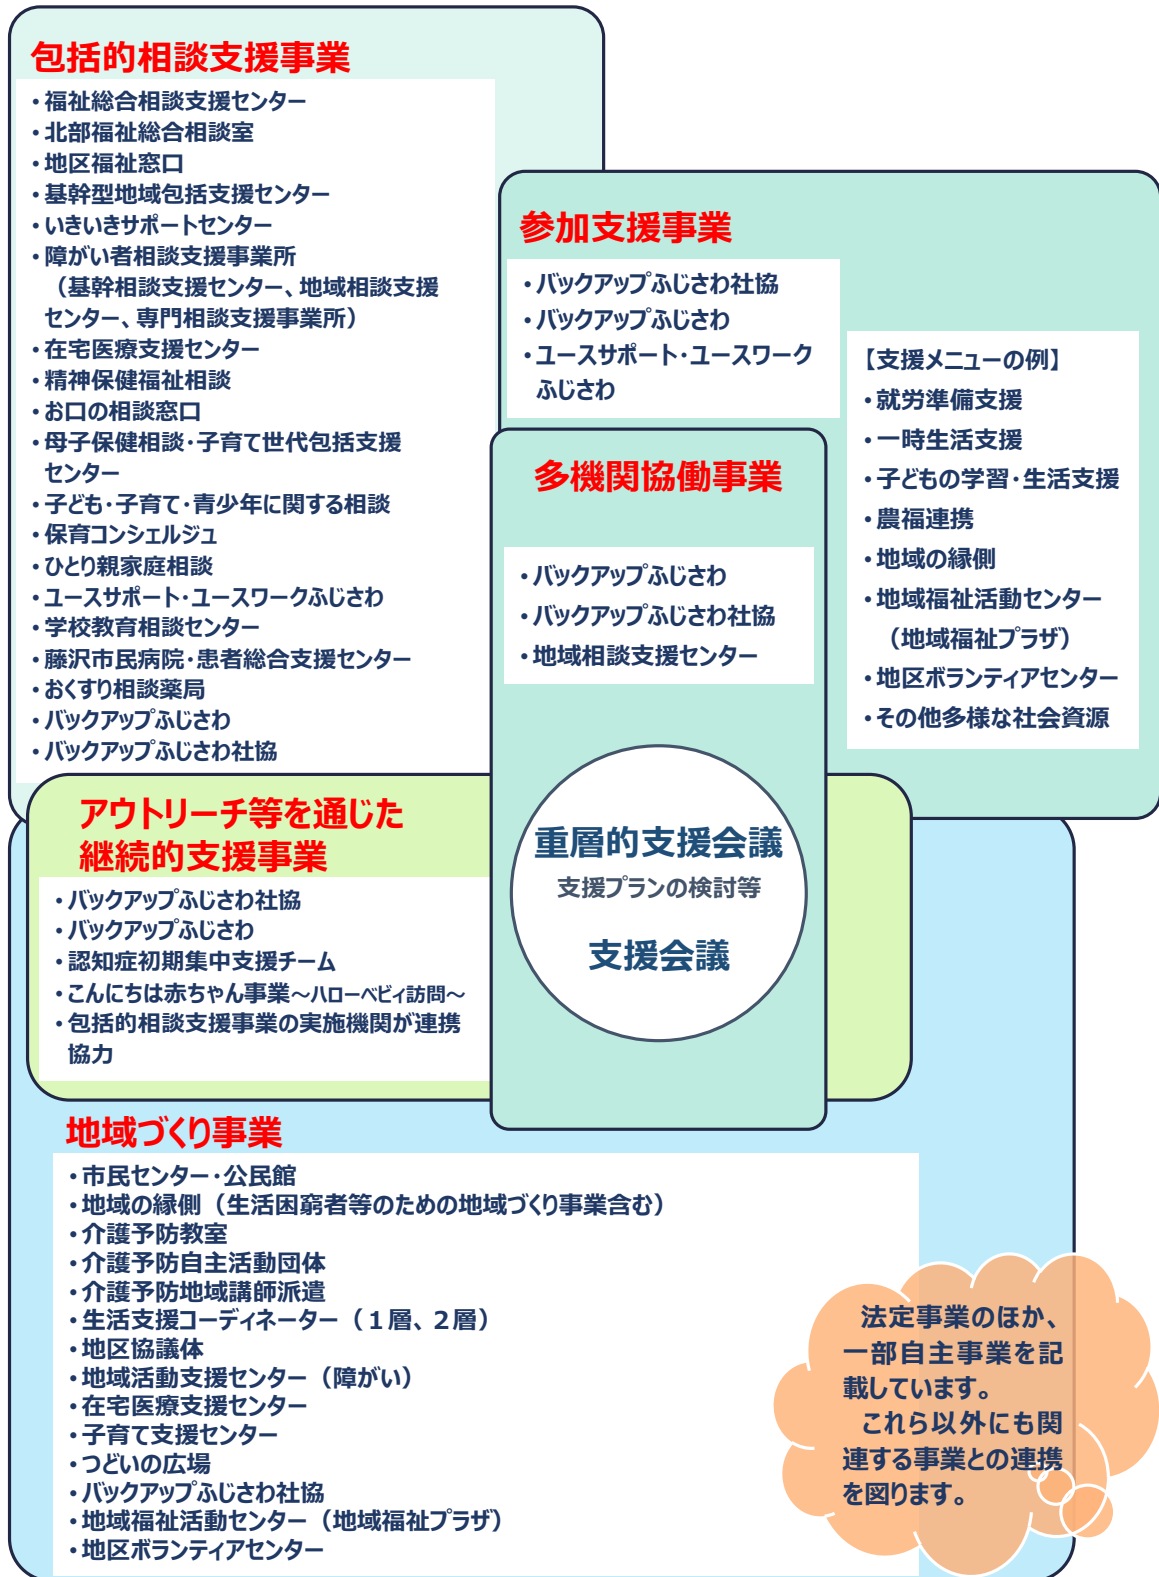 包括的相談支援事業
・福祉総合相談支援センター
・北部福祉総合相談室
・地区福祉窓口
・基幹型地域包括支援センター
・いきいきサポートセンター
・障がい者相談支援事業所
（基幹相談支援センター、地域相談支援
センター、専門相談支援事業所）
・在宅医療支援センター
・精神保健福祉相談
・お口の相談窓口
・母子保健相談・子育て世代包括支援
センター
・子ども・子育て・青少年に関する相談
・保育コンシェルジュ
・ひとり親家庭相談
・ユースサポート・ユースワークふじさわ
・学校教育相談センター
・藤沢市民病院・患者総合支援センター
・おくすり相談薬局
・バックアップふじさわ
・バックアップふじさわ社協
参加支援事業
・バックアップふじさわ社協
・バックアップふじさわ
・ユースサポート・ユースワーク
ふじさわ
【支援メニューの例】
・就労準備支援
・一時生活支援
・子どもの学習・生活支援
・農福連携
・地域の縁側
・地域福祉活動センター
（地域福祉プラザ）
・地区ボランティアセンター
・その他多様な社会資源
多機関協働事業
・バックアップふじさわ
・バックアップふじさわ社協
・地域相談支援センター
重層的支援会議
支援プランの検討等
支援会議
アウトリーチ等を通じた
継続的支援事業
・バックアップふじさわ社協
・バックアップふじさわ
・認知症初期集中支援チーム
・こんにちは赤ちゃん事業～ハローベビィ訪問～
・包括的相談支援事業の実施機関が連携
協力
地域づくり事業
・市民センター・公民館
・地域の縁側（生活困窮者等のための地域づくり事業含む）
・介護予防教室
・介護予防自主活動団体
・介護予防地域講師派遣
・生活支援コーディネーター（１層、２層）
・地区協議体
・地域活動支援センター（障がい）
・在宅医療支援センター
・子育て支援センター
・つどいの広場
・バックアップふじさわ社協
・地域福祉活動センター（地域福祉プラザ）
・地区ボランティアセンター
法定事業のほか、
一部自主事業を記
載しています。
これら以外にも関
連する事業との連携
を図ります。